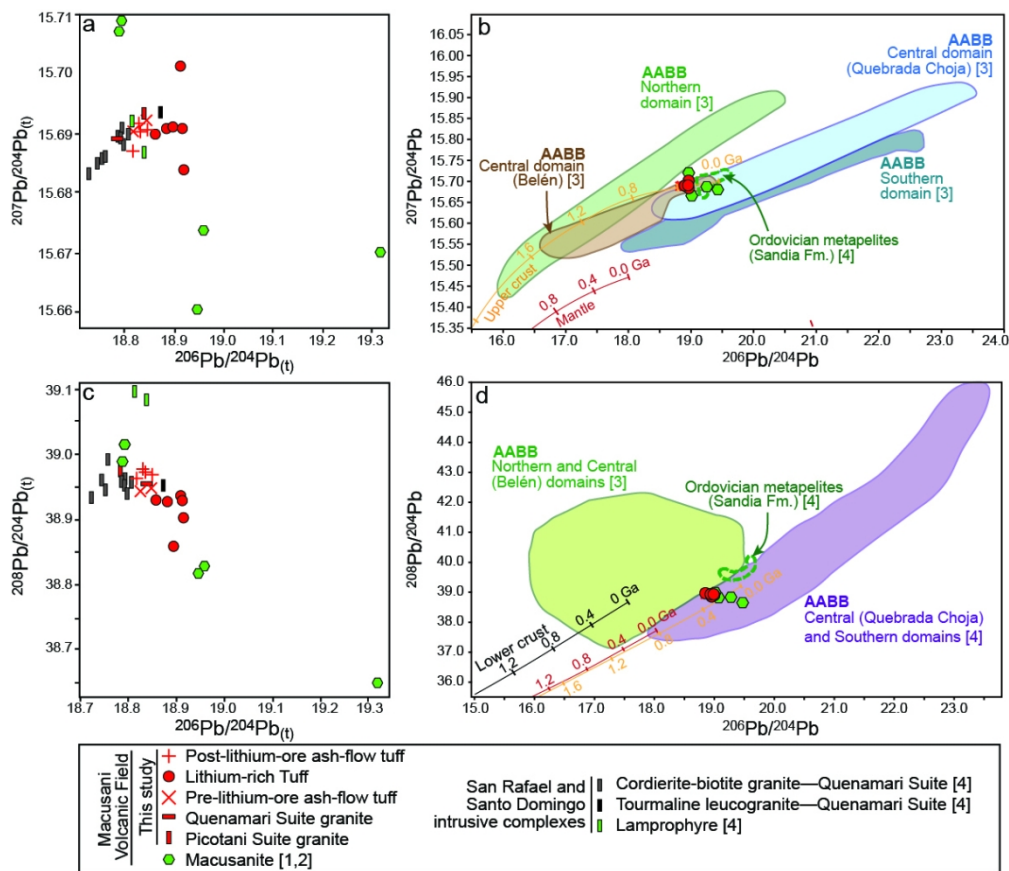 a
15.71
15.70
15.69
15.68
15.67
15.66
207Pb/204Pb(t)
18.8 18.9 19.0 19.1 19.2 19.3
206Pb/204Pb(t)
b
16.05
16.00
15.95
15.90
15.85
15.80
15.75
15.70
15.65
15.60
15.55
15.50
15.45
15.40
15.35
207Pb/204Pb
AABB
Northern
domain [3]
AABB
Central domain
(Quebrada Choja) [3]
AABB
Central domain
(Belén) [3]
AABB
Southern
domain [3]
Ordovician metapelites
(Sandia Fm.) [4]
0.0 Ga
0.8
1.2
1.6
Upper crust
0.0 Ga
0.4
0.8
Mantle
16.0 17.0 18.0 19.0 20.0 21.0 22.0 23.0 24.0
206Pb/204Pb
c
39.1
39.0
38.9
38.8
38.7
208Pb/204Pb(t)
18.7 18.8 18.9 19.0 19.1 19.2 19.3
206Pb/204Pb(t)
d
46.0
45.0
44.0
43.0
42.0
41.0
40.0
39.0
38.0
37.0
36.0
208Pb/204Pb
AABB
Northern and Central
(Belén) domains [3]
Ordovician metapelites
(Sandia Fm.) [4]
AABB
Central (Quebrada Choja)
and Southern domains [4]
Lower crust
0 Ga
0.4
0.8
1.2
0.0 Ga
0.4
0.8
1.2
0.0 Ga
0.4
0.8
1.2
1.6
15.0 16.0 17.0 18.0 19.0 20.0 21.0 22.0 23.0
206Pb/204Pb
Macusani
Volcanic Field
This study
Post-lithium-ore ash-flow tuff
Lithium-rich Tuff
Pre-lithium-ore ash-flow tuff
Quenamari Suite granite
Picotani Suite granite
Macusanite [1,2]
San Rafael and
Santo Domingo
intrusive complexes
Cordierite-biotite granite—Quenamari Suite [4]
Tourmaline leucogranite—Quenamari Suite [4]
Lamprophyre [4]